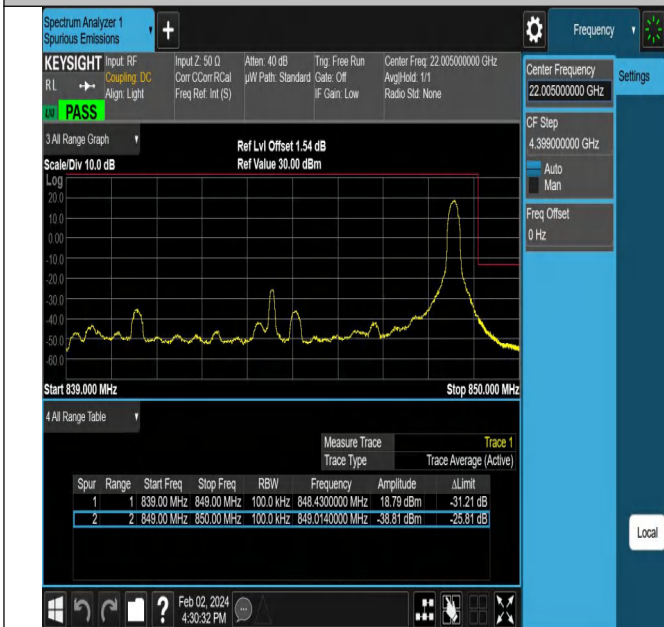 Spectrum Analyzer 1
Spurious Emissions
Frequency
KEYSIGHT Input: RF
R L
Coupling: DC
Align: Light
Input Z: 50 Ω
Corr CCorr RCal
Freq Ref: Int (S)
Atten: 40 dB
µW Path: Standard
Trig: Free Run
Gate: Off
IF Gain: Low
Center Freq: 22.005000000 GHz
Avg|Hold: 1/1
Radio Std: None
PASS
Center Frequency
22.005000000 GHz
Settings
CF Step
4.399000000 GHz
Auto
Man
Freq Offset
0 Hz
3 All Range Graph
Ref Lvl Offset 1.54 dB
Scale/Div 10.0 dB
Ref Value 30.00 dBm
Log
20.0
10.0
0.00
-10.0
-20.0
-30.0
-40.0
-50.0
-60.0
Start 839.000 MHz
Stop 850.000 MHz
4 All Range Table
Measure Trace Trace 1
Trace Type Trace Average (Active)
Spur Range Start Freq Stop Freq RBW Frequency Amplitude ΔLimit
1 1 839.00 MHz 849.00 MHz 100.0 kHz 848.4300000 MHz 18.79 dBm -31.21 dB
2 2 849.00 MHz 850.00 MHz 100.0 kHz 849.0140000 MHz -38.81 dBm -25.81 dB
Local
Feb 02, 2024
4:30:32 PM